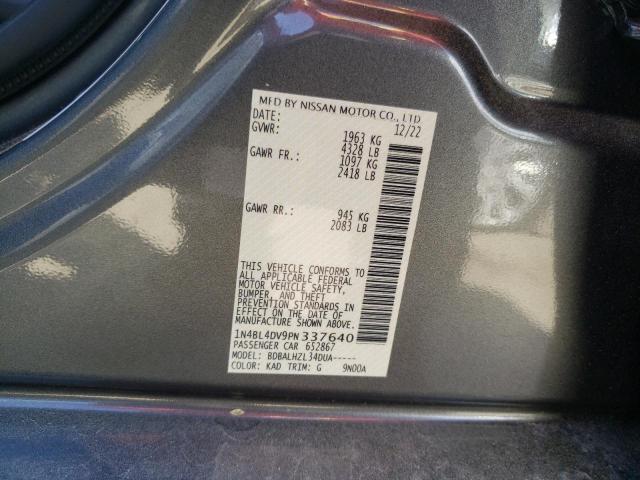 MFD BY NISSAN MOTOR CO., LTD
DATE: 12/22
GVWR: 1963 KG
4328 LB
GAWR FR.: 1097 KG
2418 LB
GAWR RR.: 945 KG
2083 LB
THIS VEHICLE CONFORMS TO
ALL APPLICABLE FEDERAL
MOTOR VEHICLE SAFETY,
BUMPER, AND THEFT
PREVENTION STANDARDS IN
EFFECT ON THE DATE OF
MANUFACTURE SHOWN ABOVE.
1N4BL4DV9PN337640
PASSENGER CAR 652867
MODEL: BDBALHZL34DUA-----
COLOR: KAD TRIM: G 9N00A